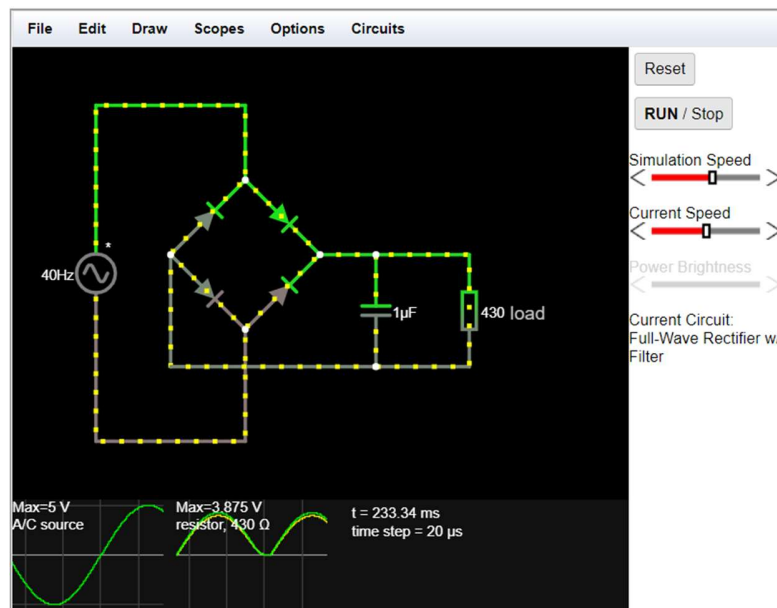 File Edit Draw Scopes Options Circuits
Reset
RUN / Stop
Simulation Speed
Current Speed
Power Brightness
Current Circuit:
Full-Wave Rectifier w/
Filter
*
40Hz
1μF
430 load
Max=5 V
A/C source
Max=3.875 V
resistor, 430 Ω
t = 233.34 ms
time step = 20 μs